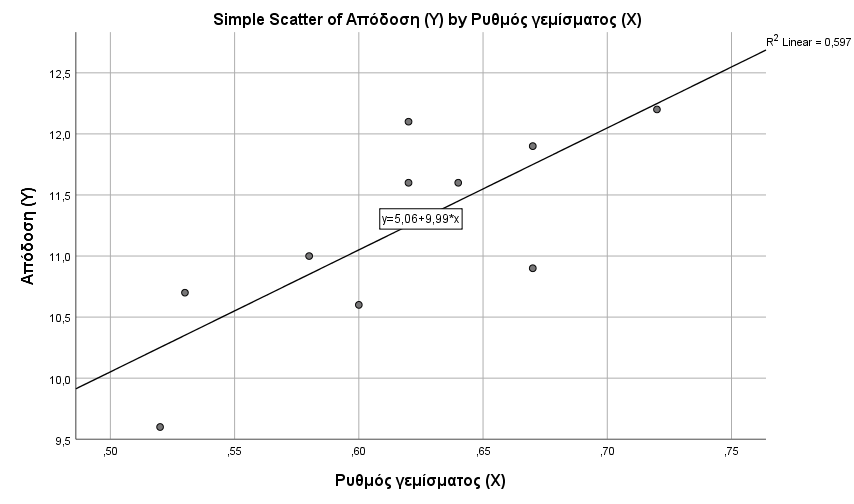 Simple Scatter of Απόδοση (Y) by Ρυθμός γεμίσματος (X)
R2 Linear = 0,597
12,5
12,0
11,5
11,0
10,5
10,0
9,5
Απόδοση (Y)
y=5,06+9,99*x
,50 ,55 ,60 ,65 ,70 ,75
Ρυθμός γεμίσματος (X)